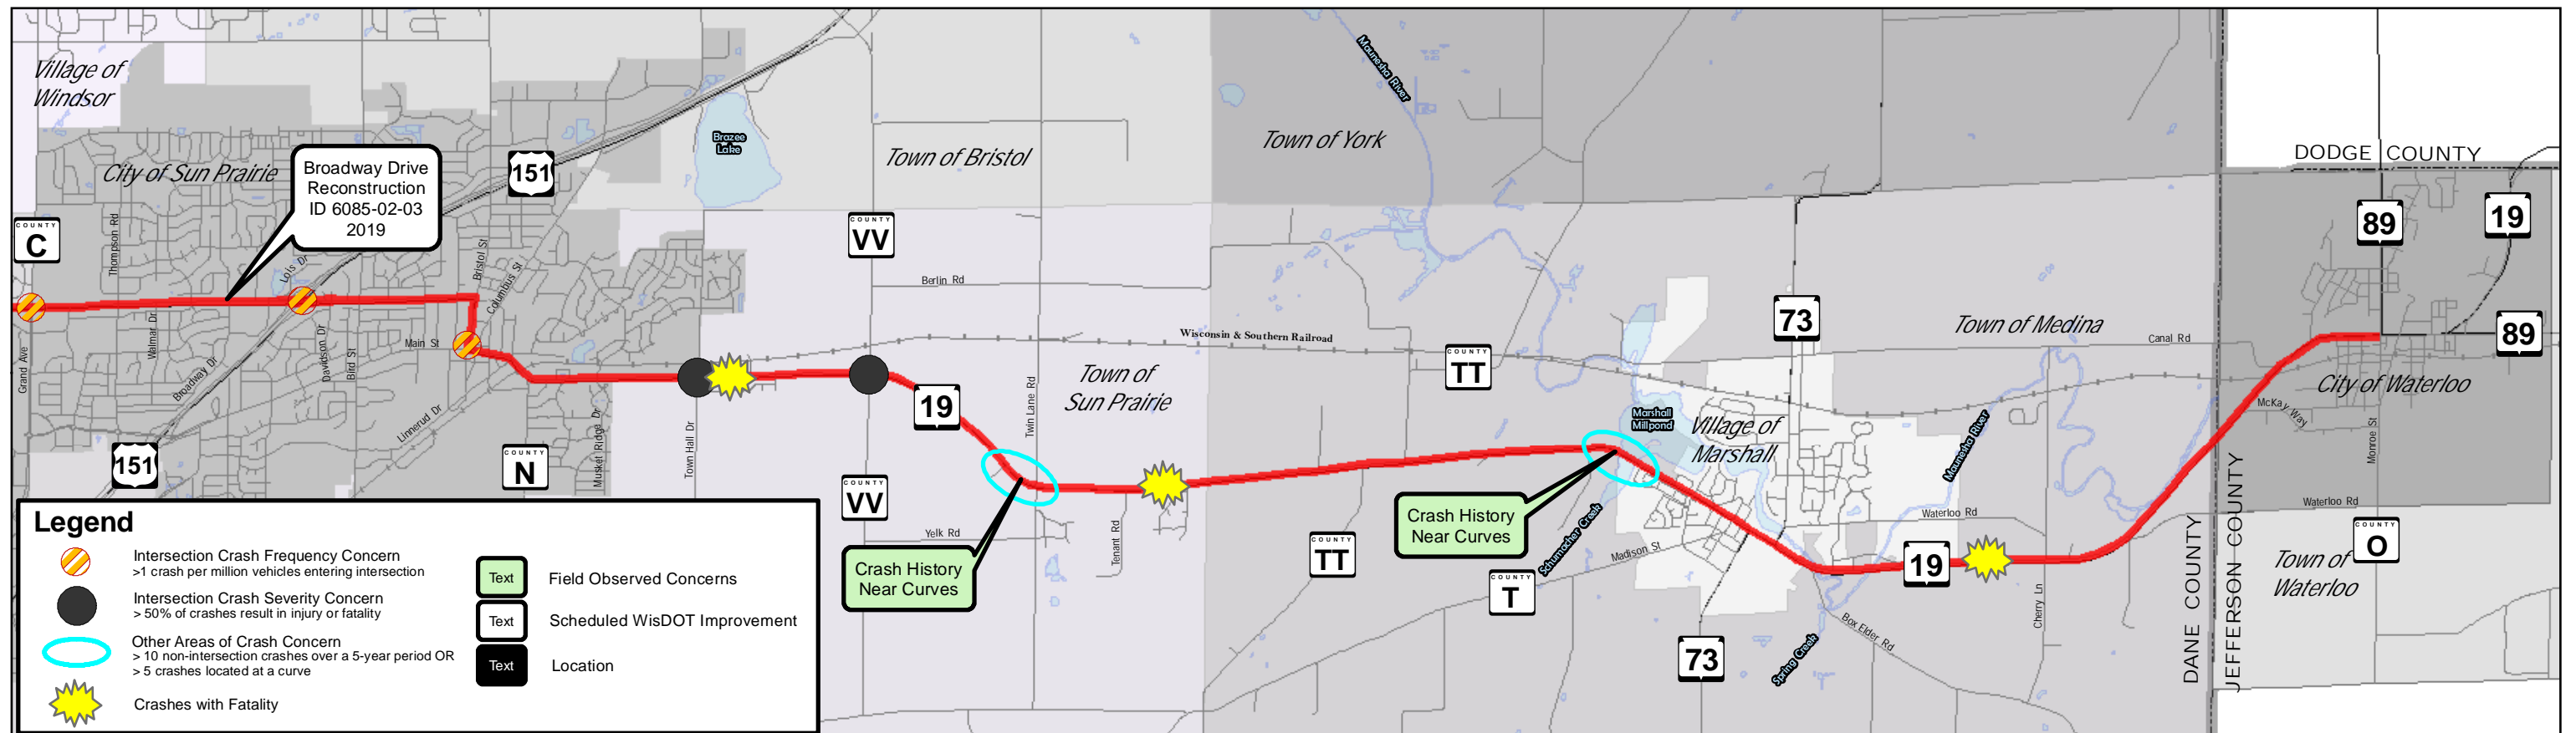 Village of
Windsor
City of Sun Prairie
Broadway Drive
Reconstruction
ID 6085-02-03
2019
151
Brazee
Lake
Town of Bristol
Town of York
Maunesha River
DODGE COUNTY
COUNTY
C
Thompson Rd
Lois Dr
Bristol St
Columbus St
COUNTY
VV
Berlin Rd
89
19
Grand Ave
Walmar Dr
Broadway Dr
Davidson Dr
Bird St
Main St
Linnerud Dr
Musket Ridge Dr
Town Hall Dr
19
Twin Lane Rd
Town of
Sun Prairie
Wisconsin & Southern Railroad
COUNTY
TT
73
Town of Medina
Canal Rd
89
City of Waterloo
McKay Way
Monroe St
Marshall
Millpond
Village of
Marshall
Maunesha River
151
COUNTY
N
COUNTY
VV
Yelk Rd
Tenant Rd
Crash History
Near Curves
Crash History
Near Curves
Schumacher Creek
Madison St
COUNTY
TT
COUNTY
T
73
Waterloo Rd
19
Cherry Ln
Box Elder Rd
Spring Creek
DANE COUNTY
JEFFERSON COUNTY
Waterloo Rd
COUNTY
O
Town of
Waterloo
Legend
Intersection Crash Frequency Concern
>1 crash per million vehicles entering intersection
Intersection Crash Severity Concern
> 50% of crashes result in injury or fatality
Other Areas of Crash Concern
> 10 non-intersection crashes over a 5-year period OR
> 5 crashes located at a curve
Crashes with Fatality
Text
Field Observed Concerns
Text
Scheduled WisDOT Improvement
Text
Location